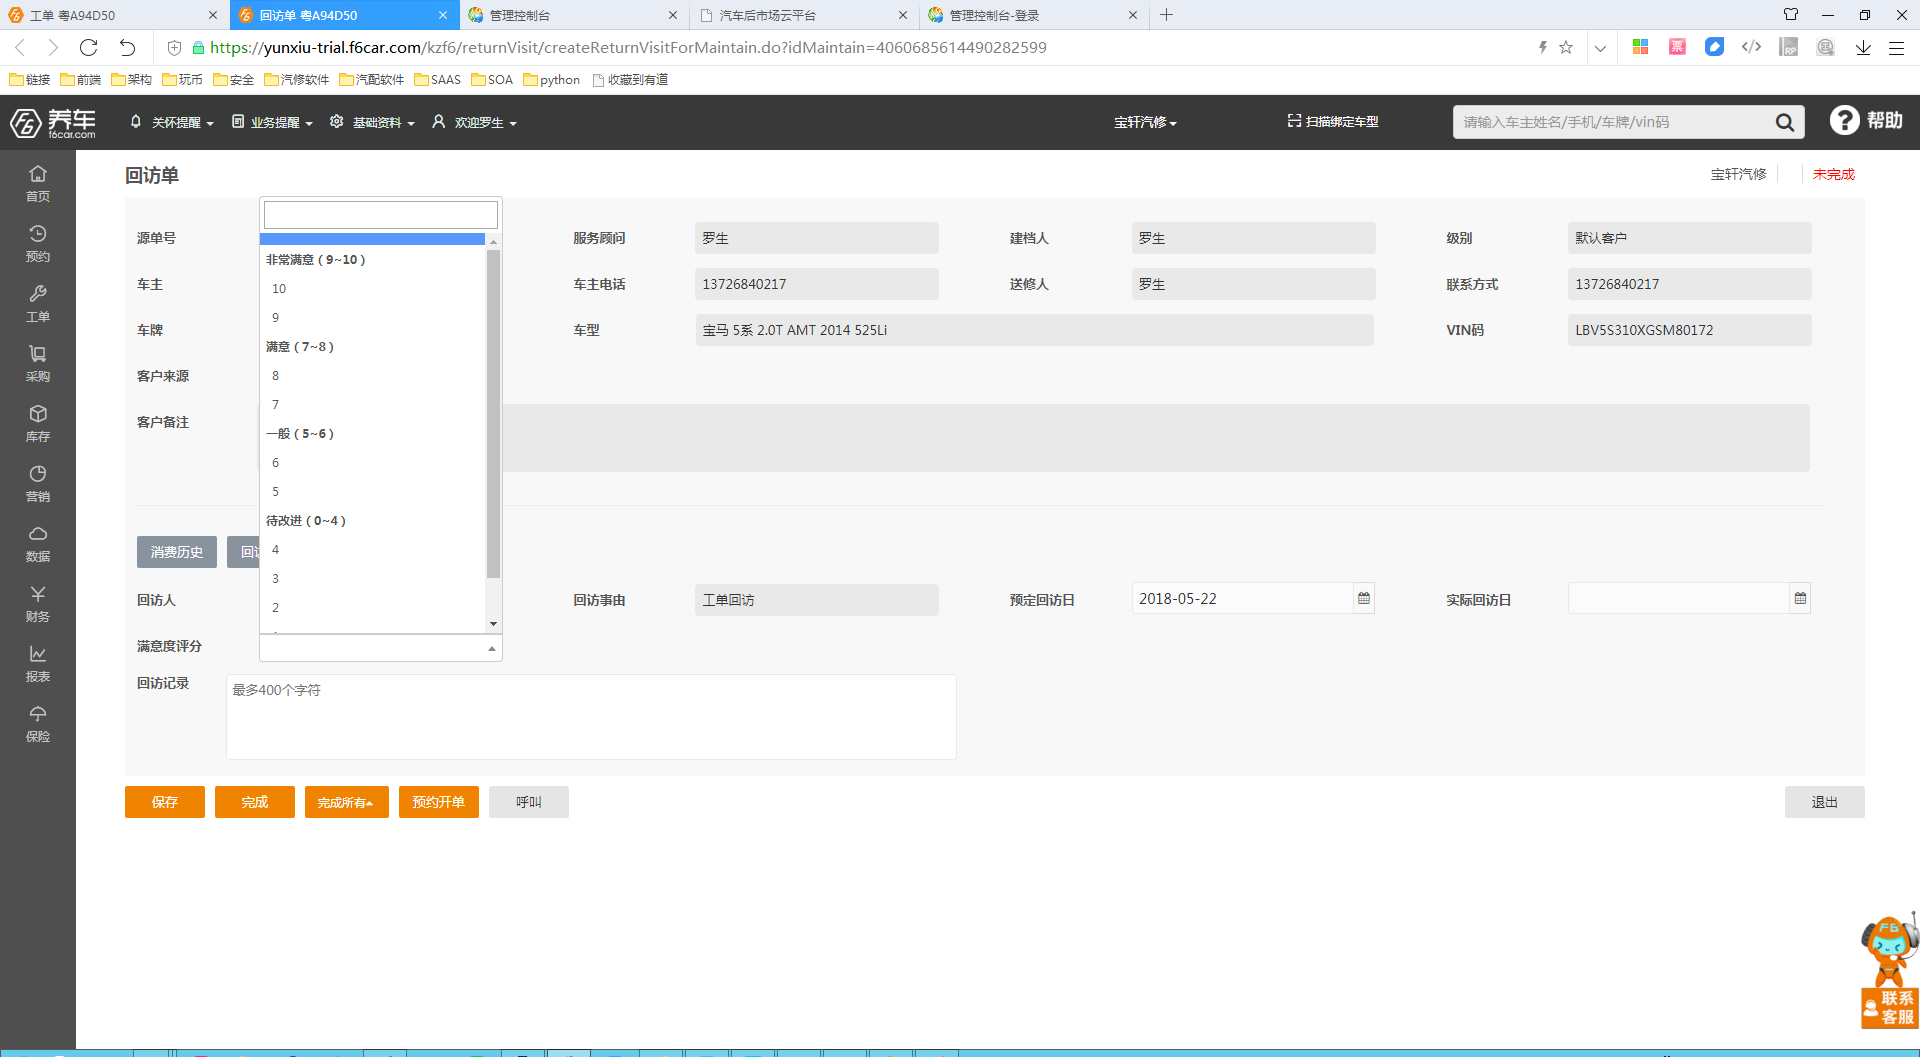 工单 粤A94D50
回访单 粤A94D50
管理控制台
汽车后市场云平台
管理控制台-登录
https://yunxiu-trial.f6car.com/kzf6/returnVisit/createReturnVisitForMaintain.do?idMaintain=4060685614490282599
票
RP
链接 前端 架构 玩币 安全 汽修软件 汽配软件 SAAS SOA python 收藏到有道
养车
f6car.com
关怀提醒 业务提醒 基础资料 欢迎罗生 宝轩汽修 扫描绑定车型
请输入车主姓名/手机/车牌/vin码
帮助
首页
预约
工单
采购
库存
营销
数据
财务
报表
保险
回访单
宝轩汽修 未完成
源单号
服务顾问 罗生
建档人 罗生
级别 默认客户
车主
车主电话 13726840217
送修人 罗生
联系方式 13726840217
车牌
车型 宝马 5系 2.0T AMT 2014 525Li
VIN码 LBV5S310XGSM80172
客户来源
客户备注
非常满意（9~10）
10
9
满意（7~8）
8
7
一般（5~6）
6
5
待改进（0~4）
4
3
2
消费历史
回访人
回访事由 工单回访
预定回访日 2018-05-22
实际回访日
满意度评分
回访记录
最多400个字符
保存 完成 完成所有 预约开单 呼叫 退出
F6
联系
客服